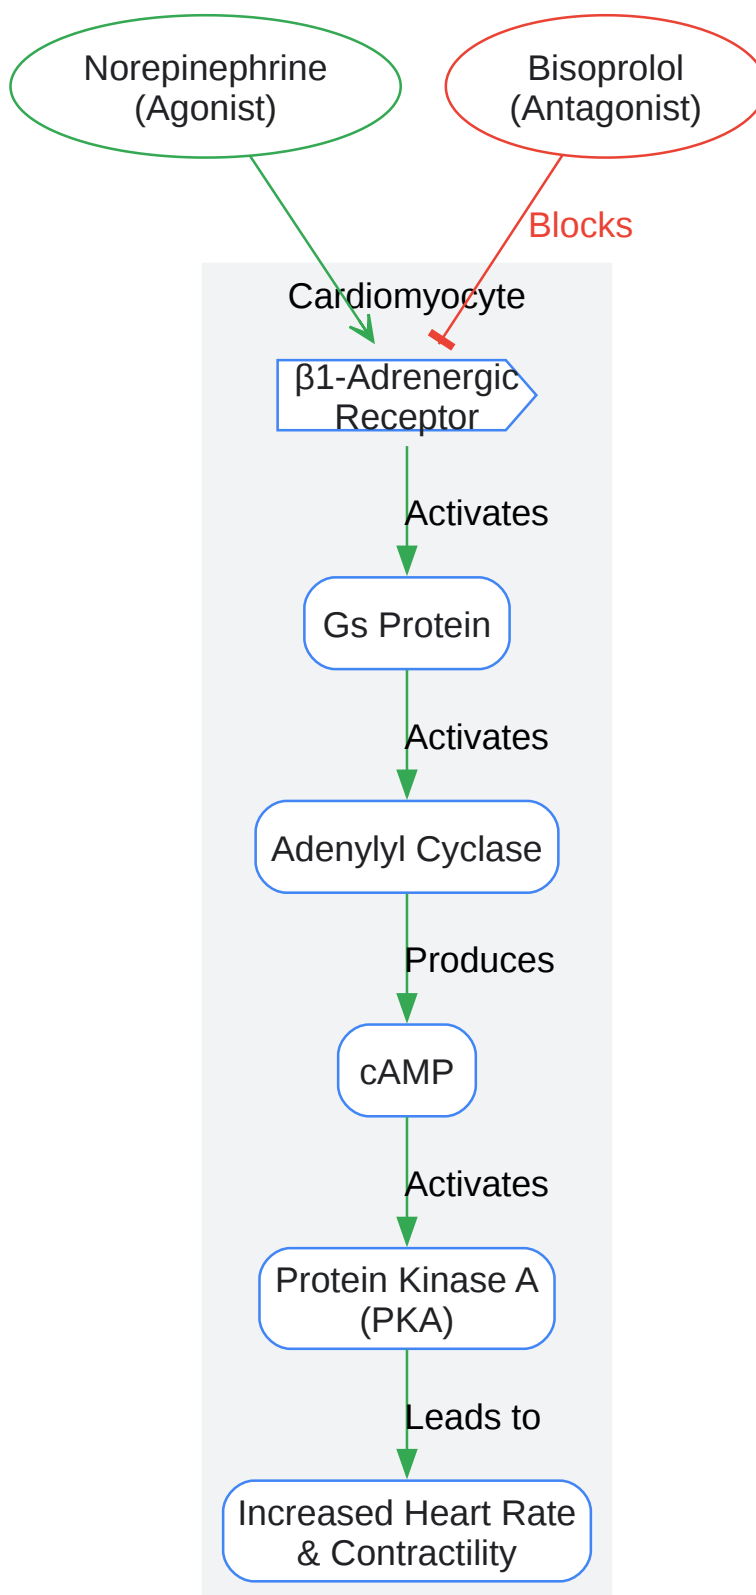 Norepinephrine
(Agonist)
Bisoprolol
(Antagonist)
Blocks
Cardiomyocyte
β1-Adrenergic
Receptor
Activates
Gs Protein
Activates
Adenylyl Cyclase
Produces
cAMP
Activates
Protein Kinase A
(PKA)
Leads to
Increased Heart Rate
& Contractility